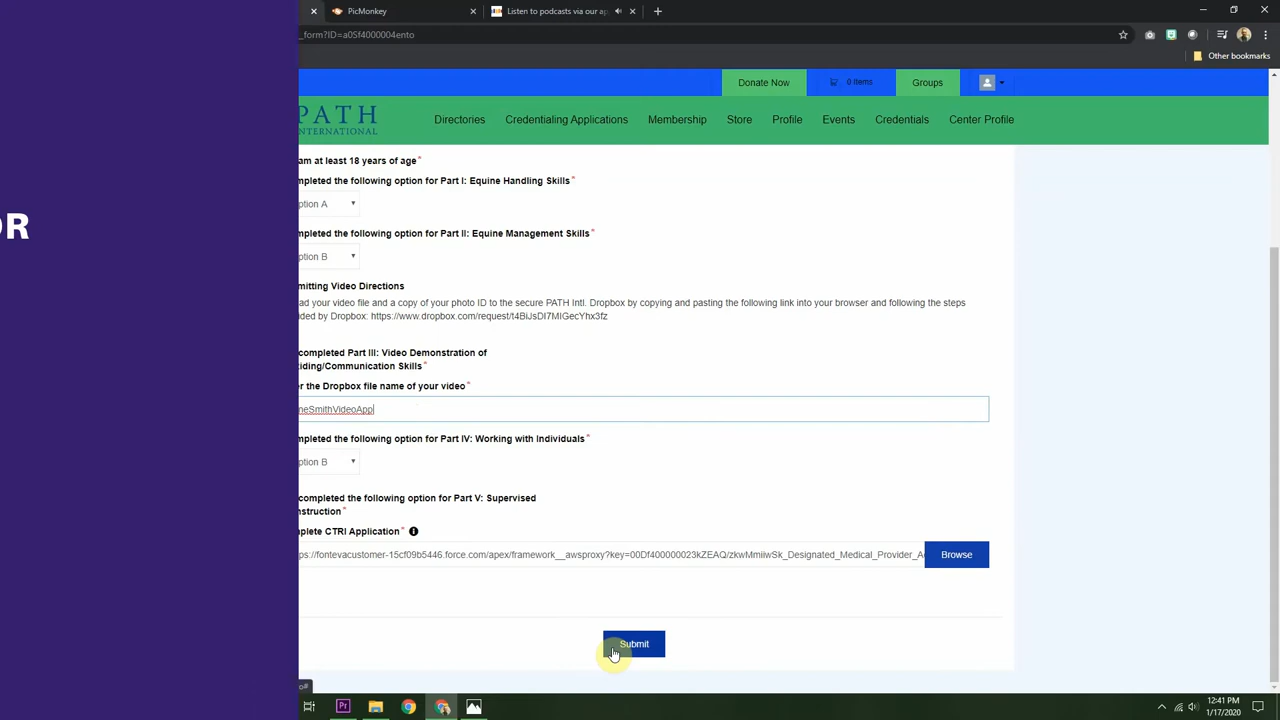 PicMonkey
Listen to podcasts via our ap
_form?ID=a05f4000004ento
Other bookmarks
Donate Now
0 Items
Groups
PATH
INTERNATIONAL
Directories
Credentialing Applications
Membership
Store
Profile
Events
Credentials
Center Profile
am at least 18 years of age*
mpleted the following option for Part I: Equine Handling Skills*
ption A
mpleted the following option for Part II: Equine Management Skills*
OR
ption B
mitting Video Directions
ad your video file and a copy of your photo ID to the secure PATH Intl. Dropbox by copying and pasting the following link into your browser and following the steps
ided by Dropbox: https://www.dropbox.com/request/t4BiJsDI7MIGecYhx3fz
completed Part III: Video Demonstration of
iding/Communication Skills*
er the Dropbox file name of your video*
meSmithVideoApp
mpleted the following option for Part IV: Working with Individuals*
ption B
completed the following option for Part V: Supervised
nstruction*
plete CTRI Application*
ps://fontevacustomer-15cf09b5446.force.com/apex/framework__awsproxy?key=00Df400000023kZEAQ/zkwMmiiwSk_Designated_Medical_Provider_A
Browse
Submit
o#
12:41 PM
1/17/2020